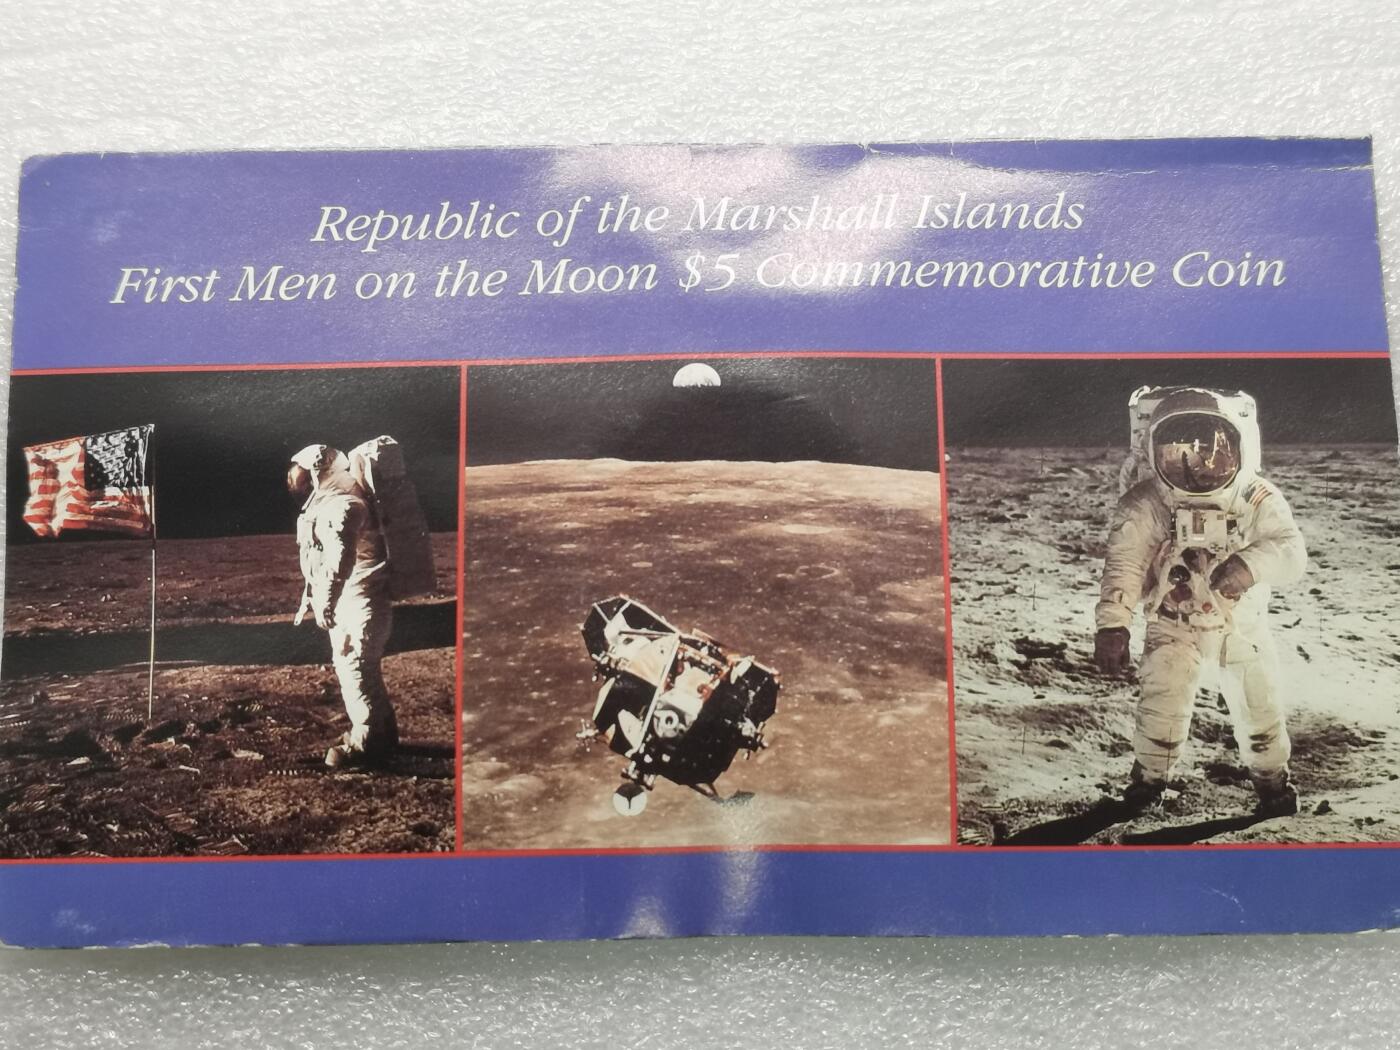 Republic of the Marshall Islands
First Men on the Moon $5 Commemorative Coin